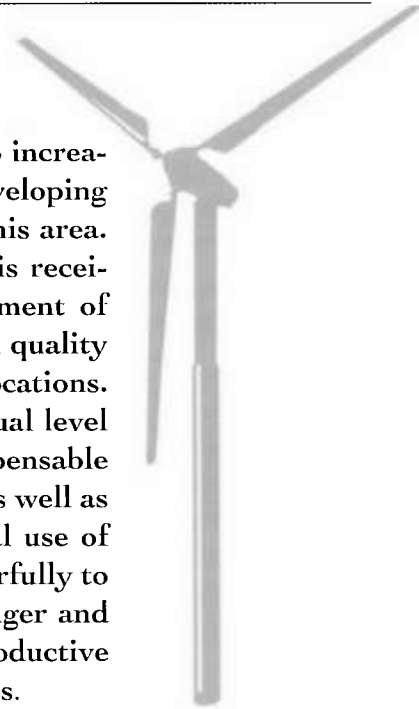 increa-
veloping
his area.
is recei-
ment of
quality
ocations.
ual level
pensable
s well as
l use of
rfully to
ger and
oductive
s.